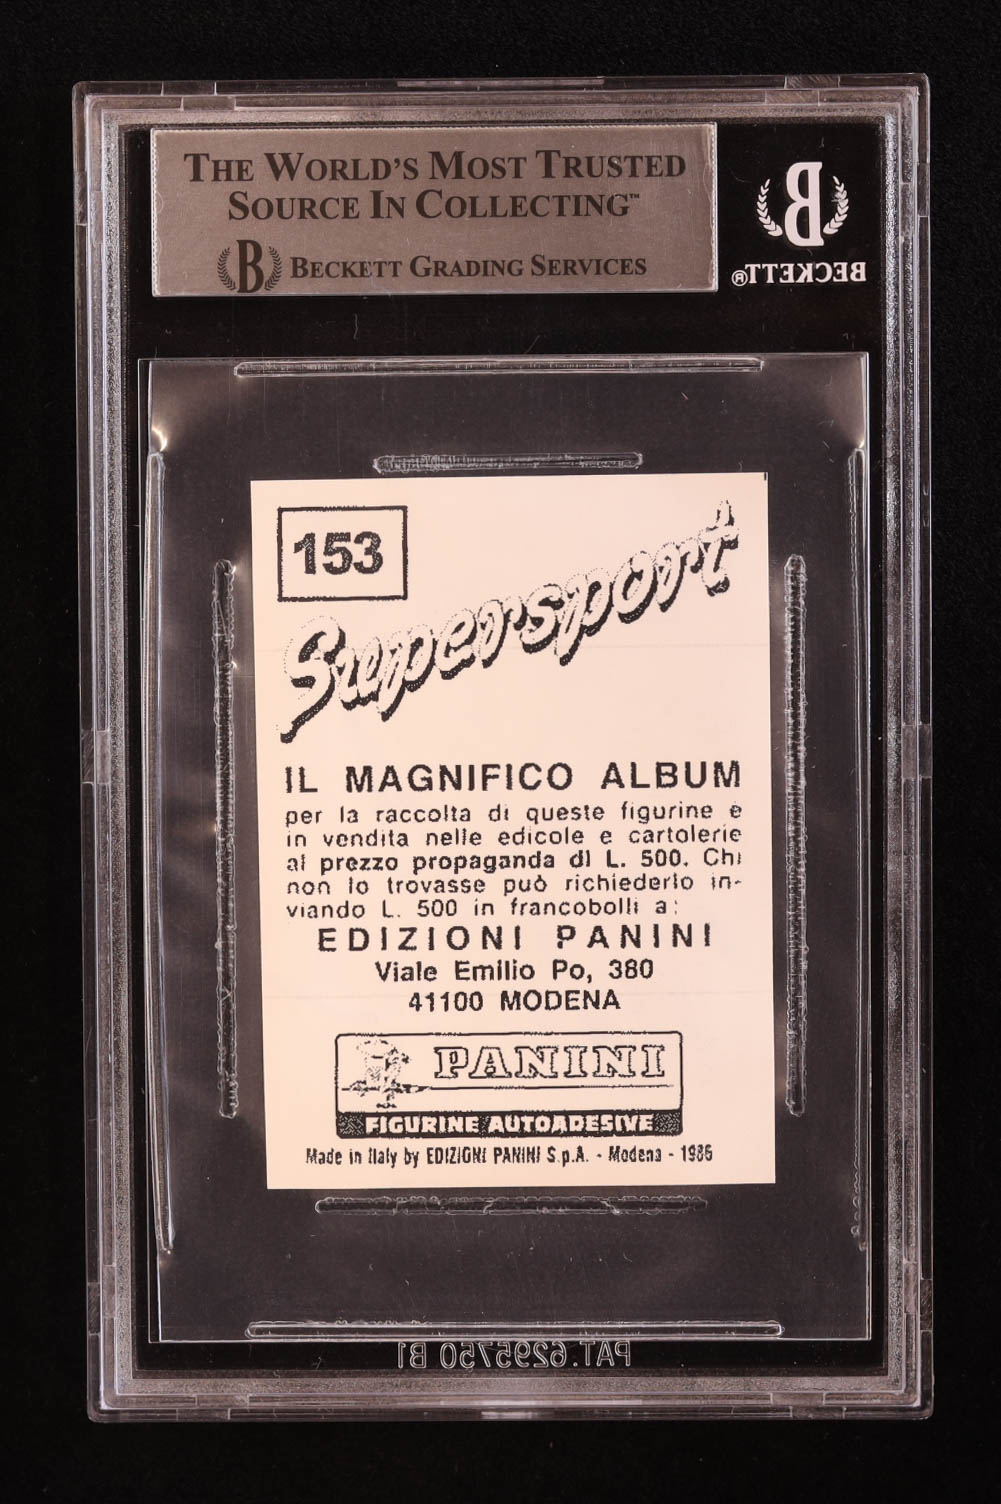 THE WORLD'S MOST TRUSTED
SOURCE IN COLLECTING™
B BECKETT GRADING SERVICES
B
BECKETT®
153
Supersport
IL MAGNIFICO ALBUM
per la raccolta di queste figurine è
in vendita nelle edicole e cartolerie
al prezzo propaganda di L. 500. Chi
non lo trovasse può richiederlo in-
viando L. 500 in francobolli a:
EDIZIONI PANINI
Viale Emilio Po, 380
41100 MODENA
PANINI
FIGURINE AUTOADESIVE
Made in Italy by EDIZIONI PANINI S.p.A. - Modena - 1986
PAT.6295750 B1